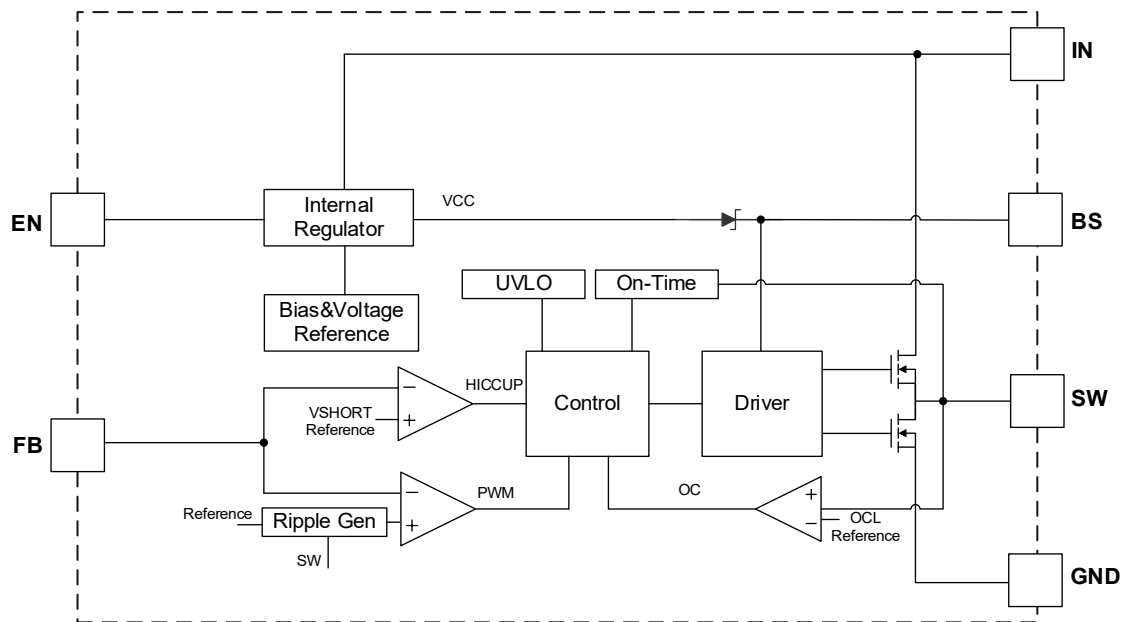 IN
EN
Internal
Regulator
VCC
BS
UVLO
On-Time
Bias&Voltage
Reference
HICCUP
−
VSHORT
Reference
+
Control
Driver
SW
FB
−
PWM
OC
+
Reference
Ripple Gen
+
−
OCL
Reference
SW
GND